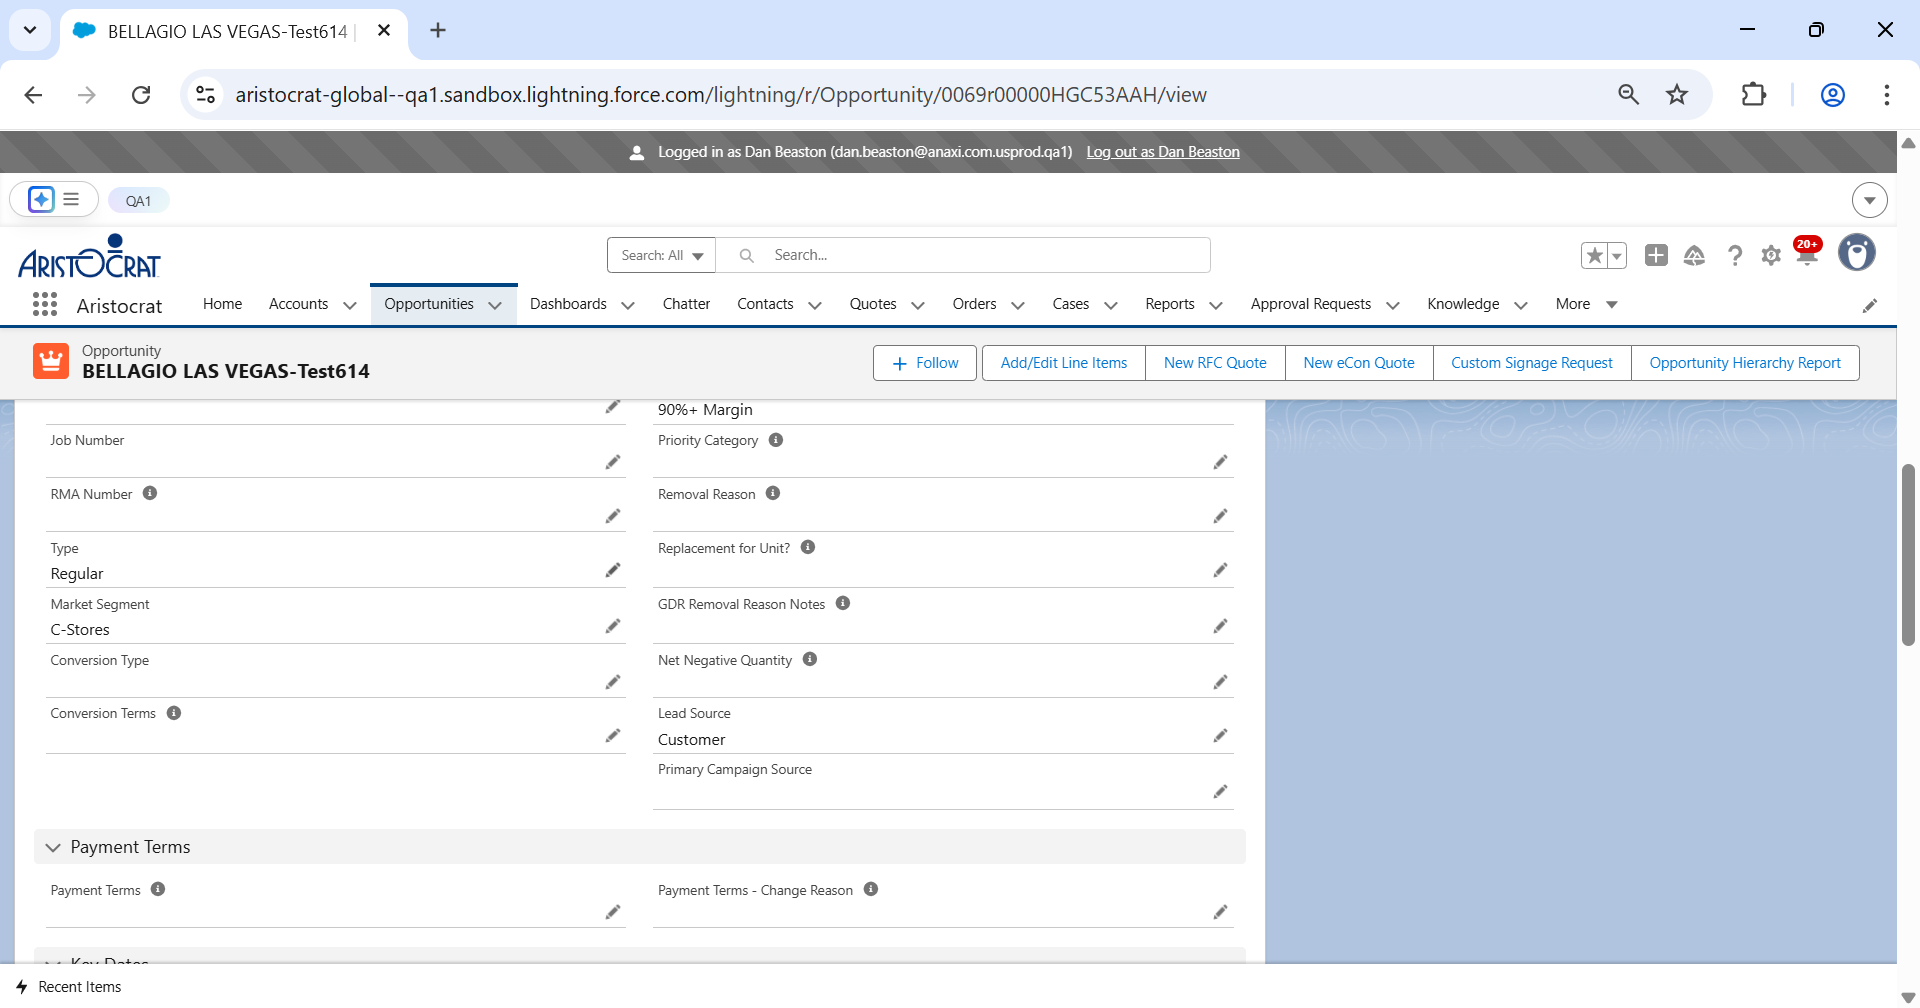 BELLAGIO LAS VEGAS-Test614
aristocrat-global--qa1.sandbox.lightning.force.com/lightning/r/Opportunity/0069r00000HGC53AAH/view
Logged in as Dan Beaston (dan.beaston@anaxi.com.usprod.qa1) Log out as Dan Beaston
QA1
ARISTOCRAT
Search: All
Search...
20+
Aristocrat
Home
Accounts
Opportunities
Dashboards
Chatter
Contacts
Quotes
Orders
Cases
Reports
Approval Requests
Knowledge
More
Opportunity
BELLAGIO LAS VEGAS-Test614
Follow
Add/Edit Line Items
New RFC Quote
New eCon Quote
Custom Signage Request
Opportunity Hierarchy Report
90%+ Margin
Job Number
Priority Category
RMA Number
Removal Reason
Type
Regular
Replacement for Unit?
Market Segment
C-Stores
GDR Removal Reason Notes
Conversion Type
Net Negative Quantity
Conversion Terms
Lead Source
Customer
Primary Campaign Source
Payment Terms
Payment Terms
Payment Terms - Change Reason
Key Dates
Recent Items